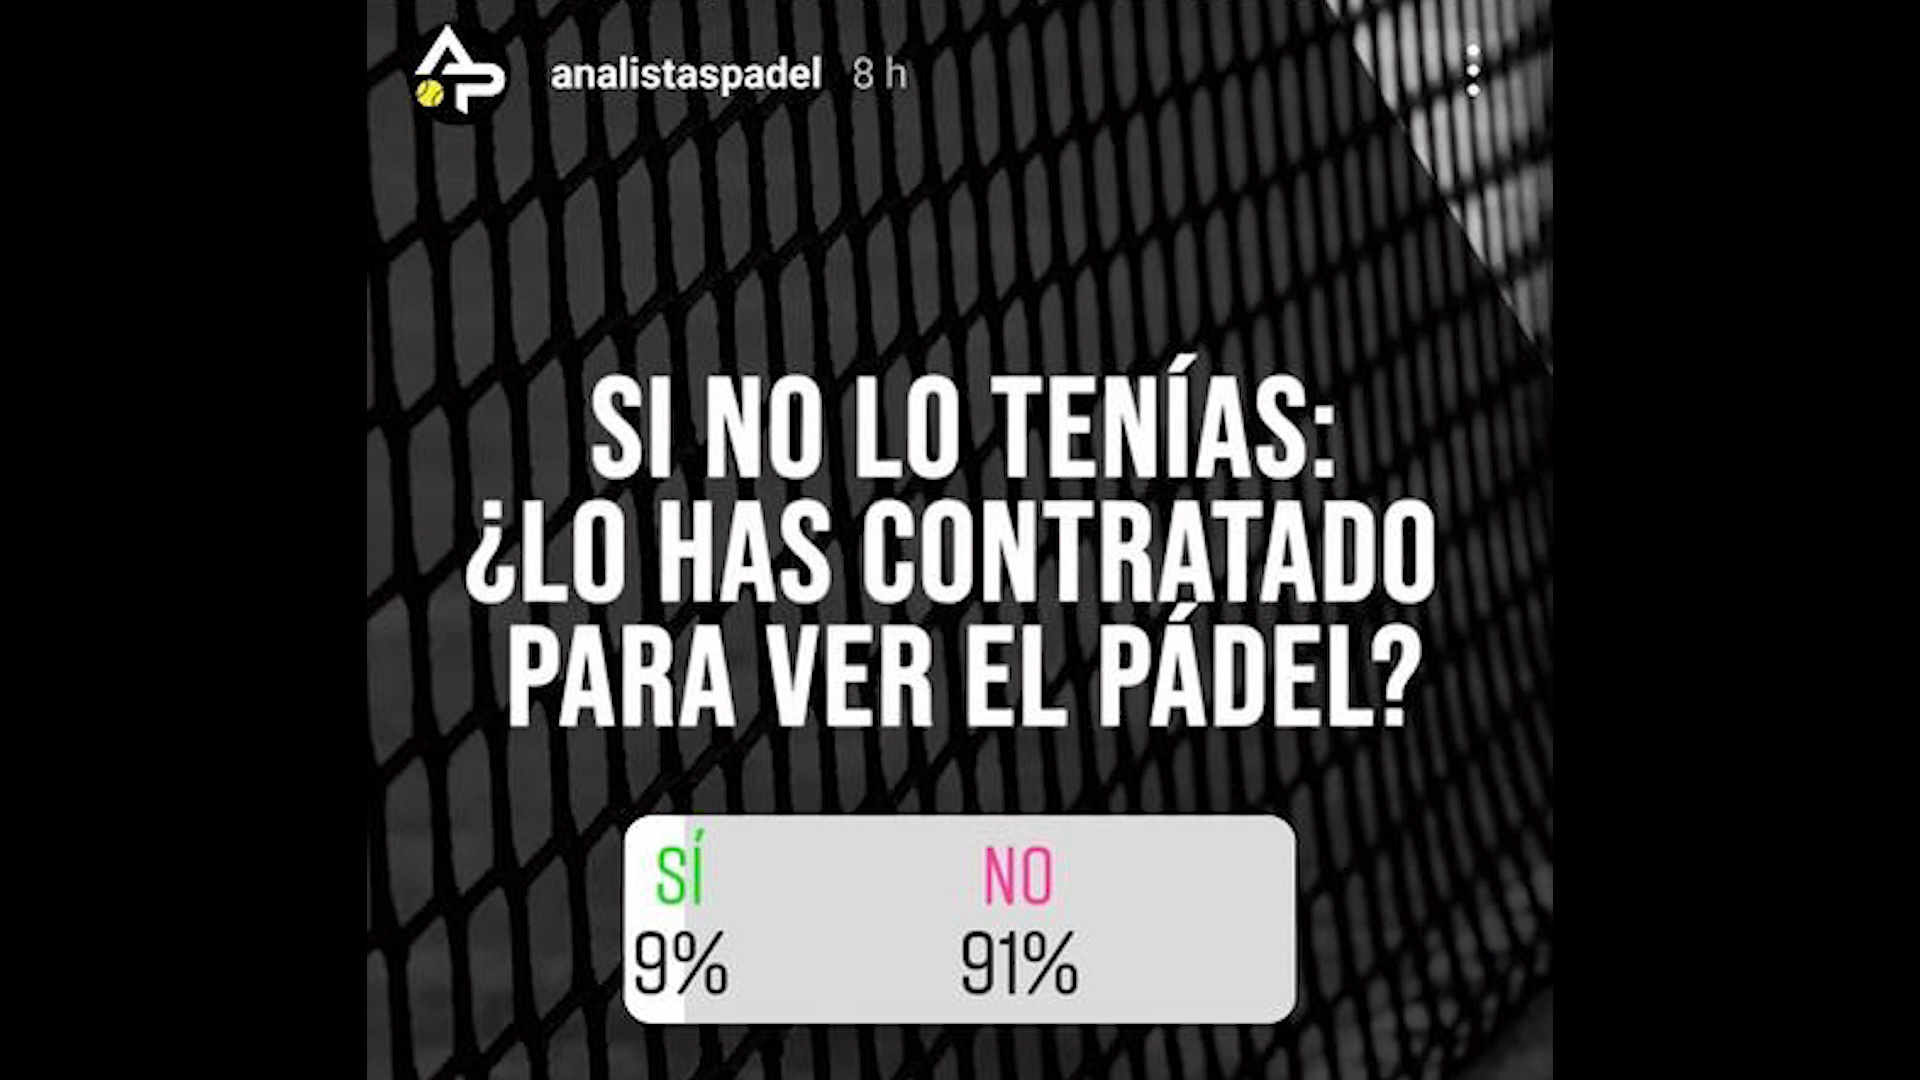 AP
analistaspadel 8 h
SI NO LO TENÍAS:
¿LO HAS CONTRATADO
PARA VER EL PÁDEL?
SÍ NO
9% 91%